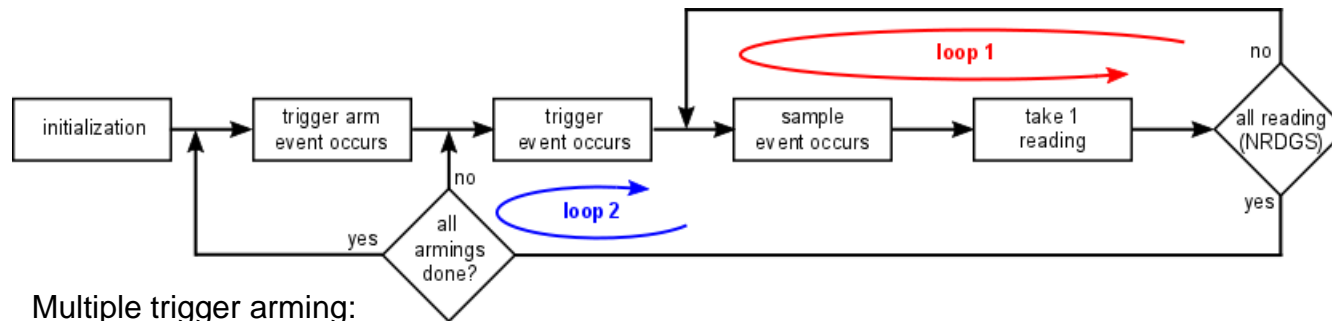 loop 1
no
initialization
trigger arm
event occurs
trigger
event occurs
sample
event occurs
take 1
reading
all reading
(NRDGS)
no
yes
loop 2
yes
all
armings
done?
Multiple trigger arming: